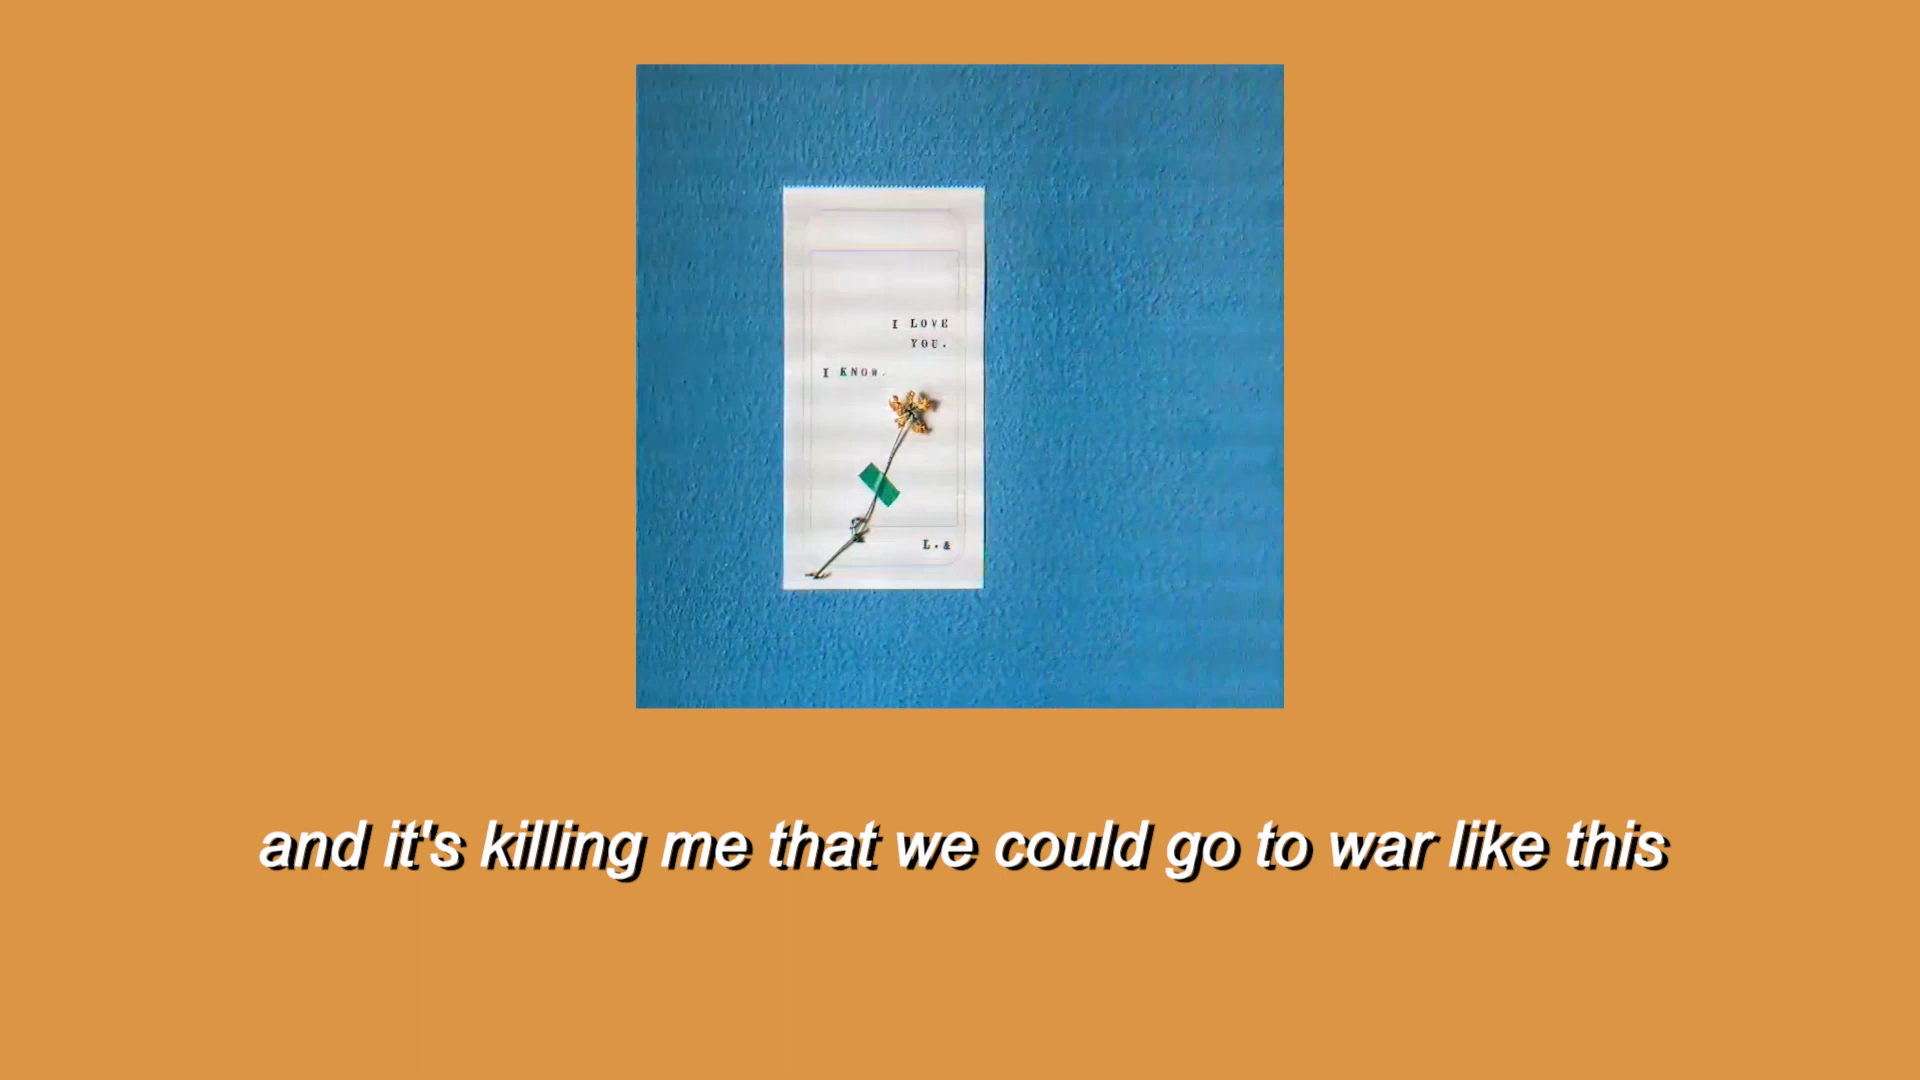 I LOVE
YOU.
I KNOW.
L.&
and it's killing me that we could go to war like this